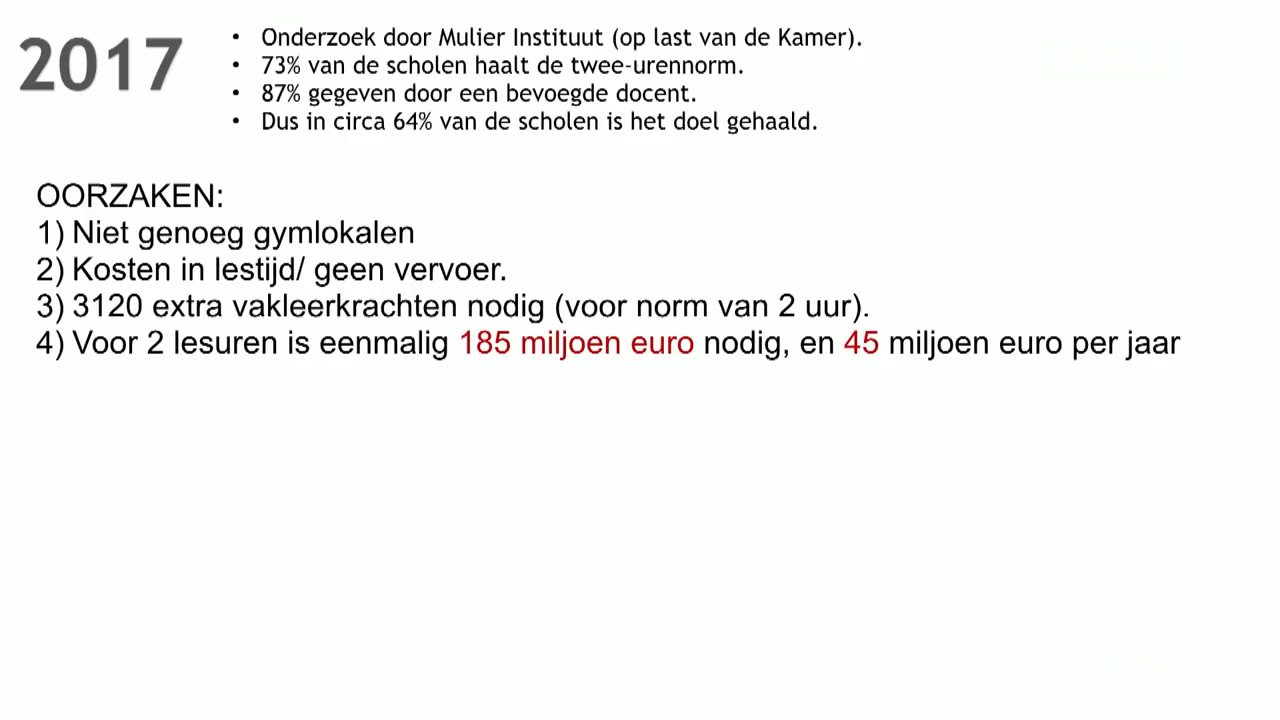 2017
• Onderzoek door Mulier Instituut (op last van de Kamer).
• 73% van de scholen haalt de twee-urennorm.
• 87% gegeven door een bevoegde docent.
• Dus in circa 64% van de scholen is het doel gehaald.
OORZAKEN:
1) Niet genoeg gymlokalen
2) Kosten in lestijd/ geen vervoer.
3) 3120 extra vakleerkrachten nodig (voor norm van 2 uur).
4) Voor 2 lesuren is eenmalig 185 miljoen euro nodig, en 45 miljoen euro per jaar